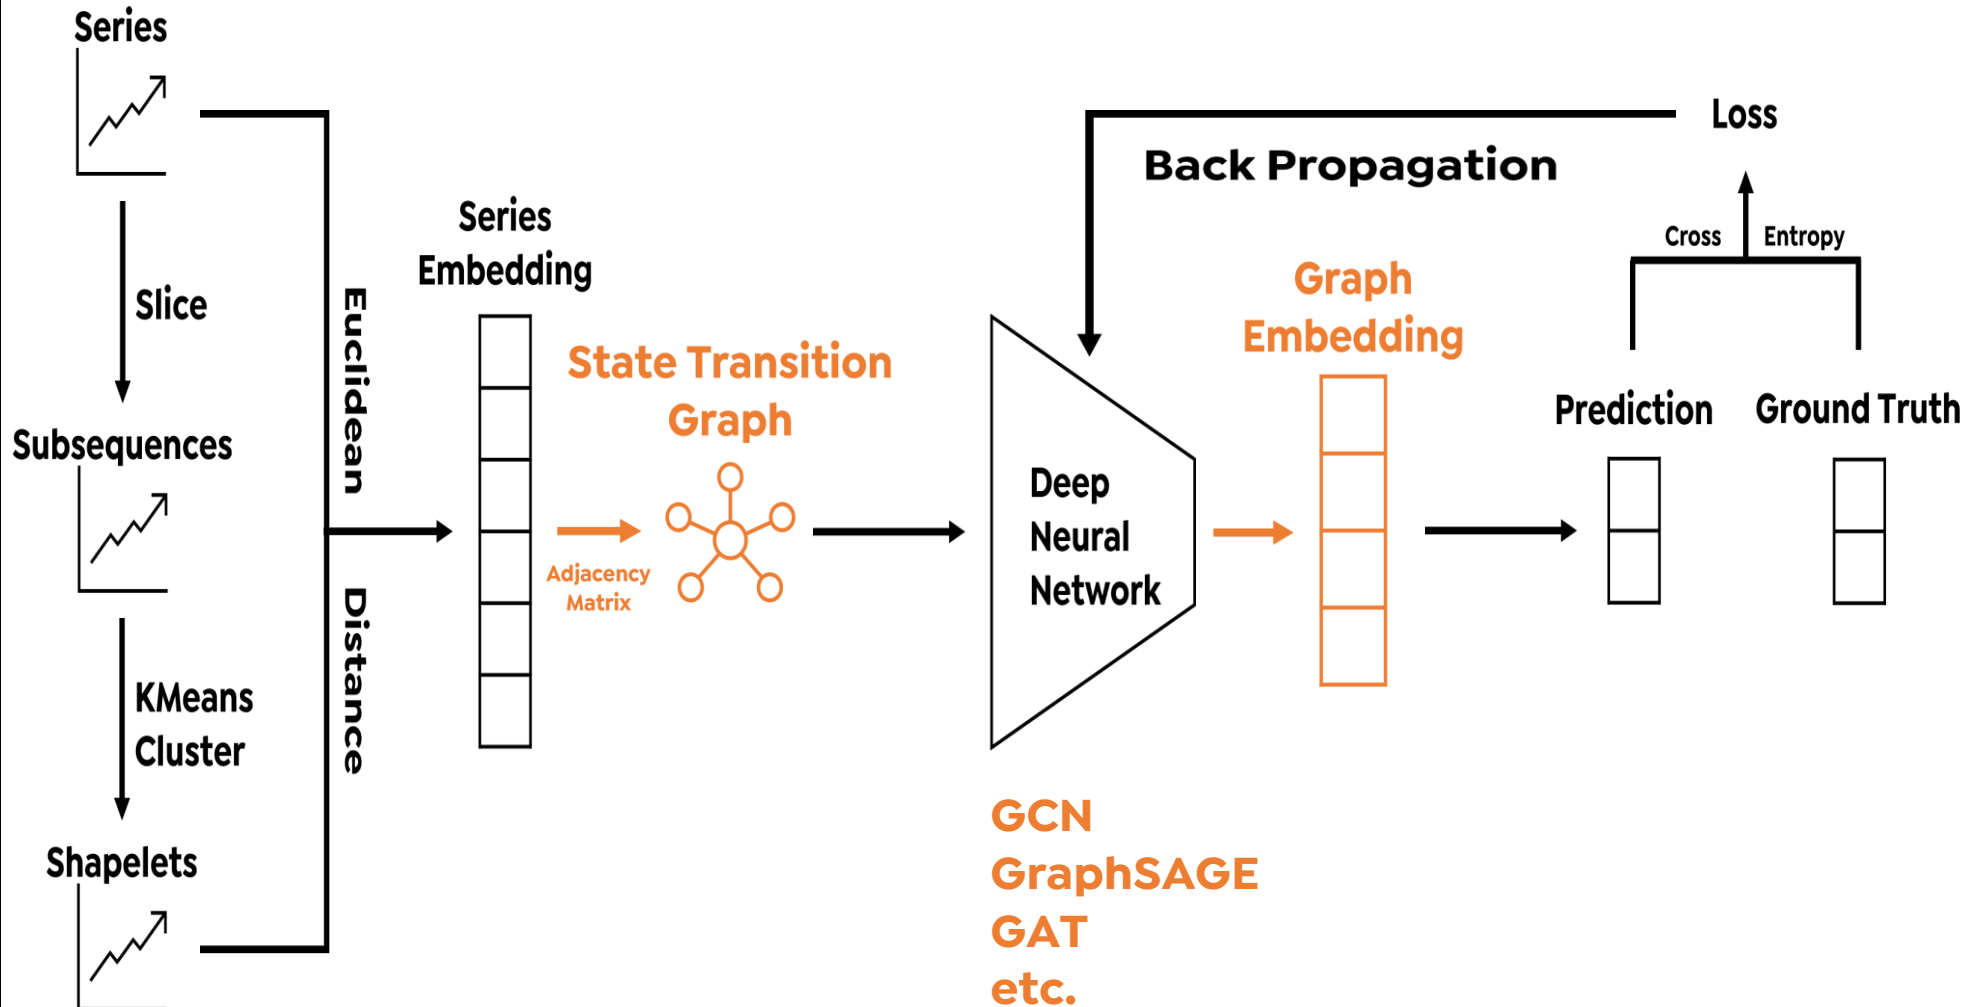 Series
Slice
Subsequences
KMeans
Cluster
Shapelets
Euclidean
Distance
Series
Embedding
State Transition
Graph
Adjacency
Matrix
Back Propagation
Deep
Neural
Network
GCN
GraphSAGE
GAT
etc.
Graph
Embedding
Loss
Cross Entropy
Prediction
Ground Truth